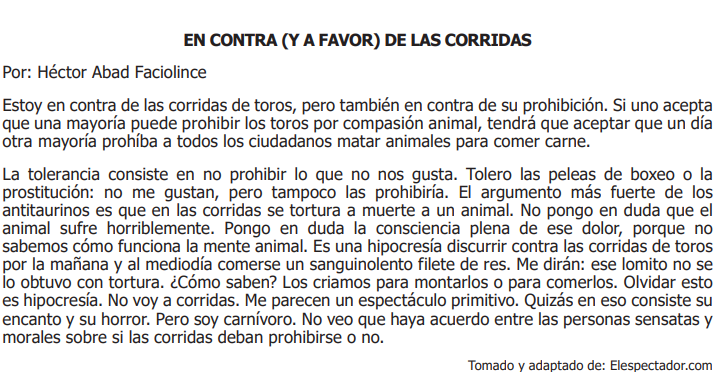 EN CONTRA (Y A FAVOR) DE LAS CORRIDAS
Por: Héctor Abad Faciolince
Estoy en contra de las corridas de toros, pero también en contra de su prohibición. Si uno acepta
que una mayoría puede prohibir los toros por compasión animal, tendrá que aceptar que un día
otra mayoría prohíba a todos los ciudadanos matar animales para comer carne.
La tolerancia consiste en no prohibir lo que no nos gusta. Tolero las peleas de boxeo o la
prostitución: no me gustan, pero tampoco las prohibiría. El argumento más fuerte de los
antitaurinos es que en las corridas se tortura a muerte a un animal. No pongo en duda que el
animal sufre horriblemente. Pongo en duda la consciencia plena de ese dolor, porque no
sabemos cómo funciona la mente animal. Es una hipocresía discurrir contra las corridas de toros
por la mañana y al mediodía comerse un sanguinolento filete de res. Me dirán: ese lomito no se
lo obtuvo con tortura. ¿Cómo saben? Los criamos para montarlos o para comerlos. Olvidar esto
es hipocresía. No voy a corridas. Me parecen un espectáculo primitivo. Quizás en eso consiste su
encanto y su horror. Pero soy carnívoro. No veo que haya acuerdo entre las personas sensatas y
morales sobre si las corridas deban prohibirse o no.
Tomado y adaptado de: Elespectador.com